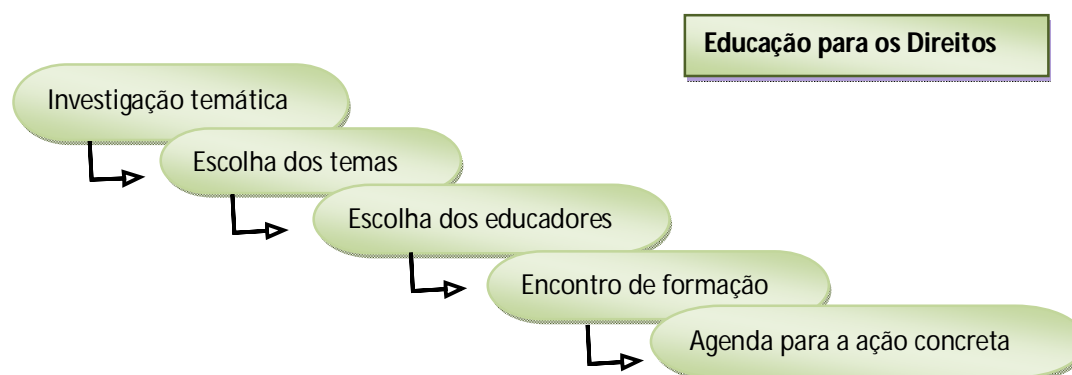 Educação para os Direitos
Investigação temática
Escolha dos temas
Escolha dos educadores
Encontro de formação
Agenda para a ação concreta